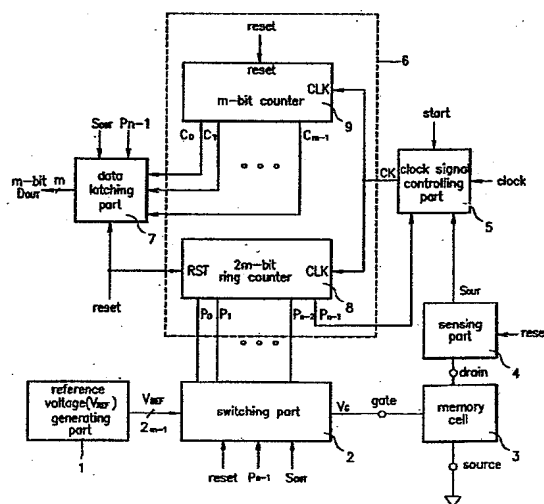 reset
6
reset
CLK
m-bit counter
9
start
SOUT Pn-1
C0 C1 Cm-1
CK
clock signal
controlling
part
clock
5
m-bit m
DOUT
data
latching
part
7
RST
2m-bit
ring counter
CLK
8
SOUT
reset
P0 P1 Pn-2 Pn-1
sensing
part
reset
4
drain
reference
voltage(VREF)
generating
part
1
VREF
2m-1
switching part
2
VG
gate
memory
cell
3
reset Pn-1 SOUT
source